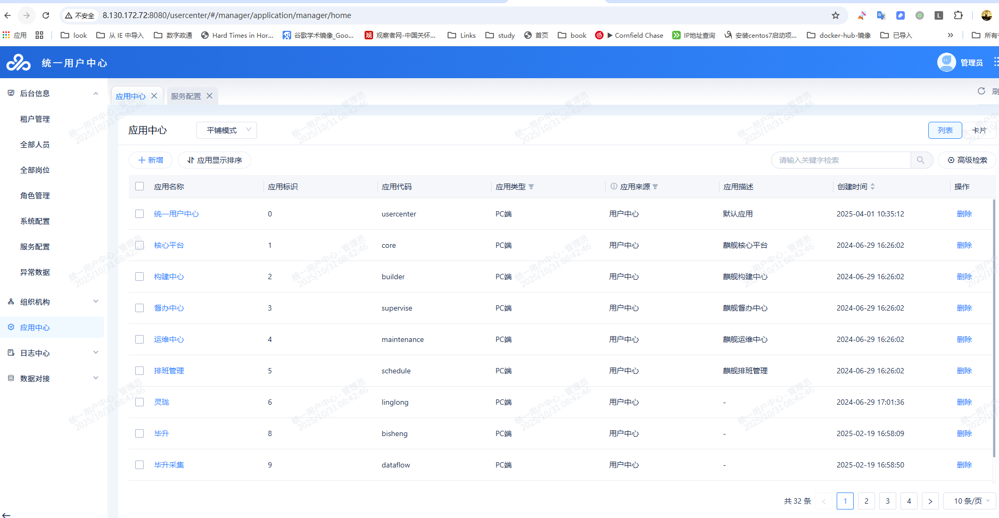 不安全 8.130.172.72:8080/usercenter/#/manager/application/manager/home
应用 look 从 IE 中导入 数字政通 Hard Times in Hor... 谷歌学术镜像_Goo... 观察者网-中国关怀... Links study 首页 book ▶ Cornfield Chase IP地址查询 安装centos7启动项... docker-hub-镜像 已导入 »
统一用户中心 管理员
后台信息
租户管理
全部人员
全部岗位
角色管理
系统配置
服务配置
异常数据
组织机构
应用中心
日志中心
数据对接
应用中心 服务配置 刷
应用中心 平铺模式 列表 卡片
新增 应用显示排序 请输入关键字检索 高级检索
应用名称 应用标识 应用代码 应用类型 应用来源 应用描述 创建时间 操作
统一用户中心 0 usercenter PC端 用户中心 默认应用 2025-04-01 10:35:12 删除
核心平台 1 core PC端 用户中心 麒舰核心平台 2024-06-29 16:26:02 删除
构建中心 2 builder PC端 用户中心 麒舰构建中心 2024-06-29 16:26:02 删除
督办中心 3 supervise PC端 用户中心 麒舰督办中心 2024-06-29 16:26:02 删除
运维中心 4 maintenance PC端 用户中心 麒舰运维中心 2024-06-29 16:26:02 删除
排班管理 5 schedule PC端 用户中心 麒舰排班管理 2024-06-29 16:26:02 删除
灵珑 6 linglong PC端 用户中心 - 2024-06-29 17:01:36 删除
毕升 8 bisheng PC端 用户中心 - 2025-02-19 16:58:09 删除
毕升采集 9 dataflow PC端 用户中心 - 2025-02-19 16:58:50 删除
共 32 条 < 1 2 3 4 > 10 条/页
统一用户中心 - 管理员
2025/10/31 08:42:46